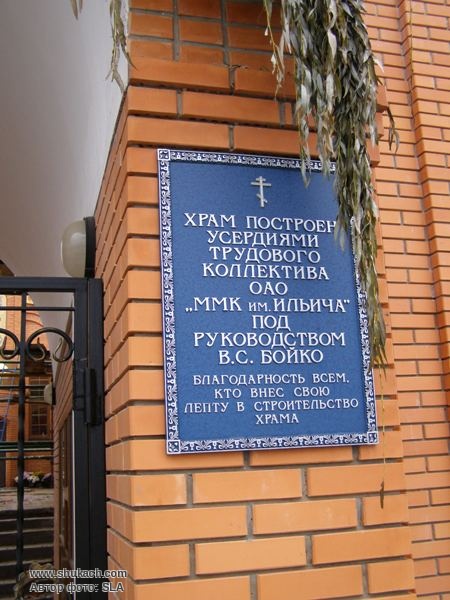 ХРАМ ПОСТРОЕН
УСЕРДИЯМИ
ТРУДОВОГО
КОЛЛЕКТИВА
ОАО
„ММК ИМ. ИЛЬИЧА"
ПОД
РУКОВОДСТВОМ
В.С. БОЙКО
БЛАГОДАРНОСТЬ ВСЕМ,
КТО ВНЕС СВОЮ
ЛЕПТУ В СТРОИТЕЛЬСТВО
ХРАМА
www.shukach.com
Автор фото: SLA